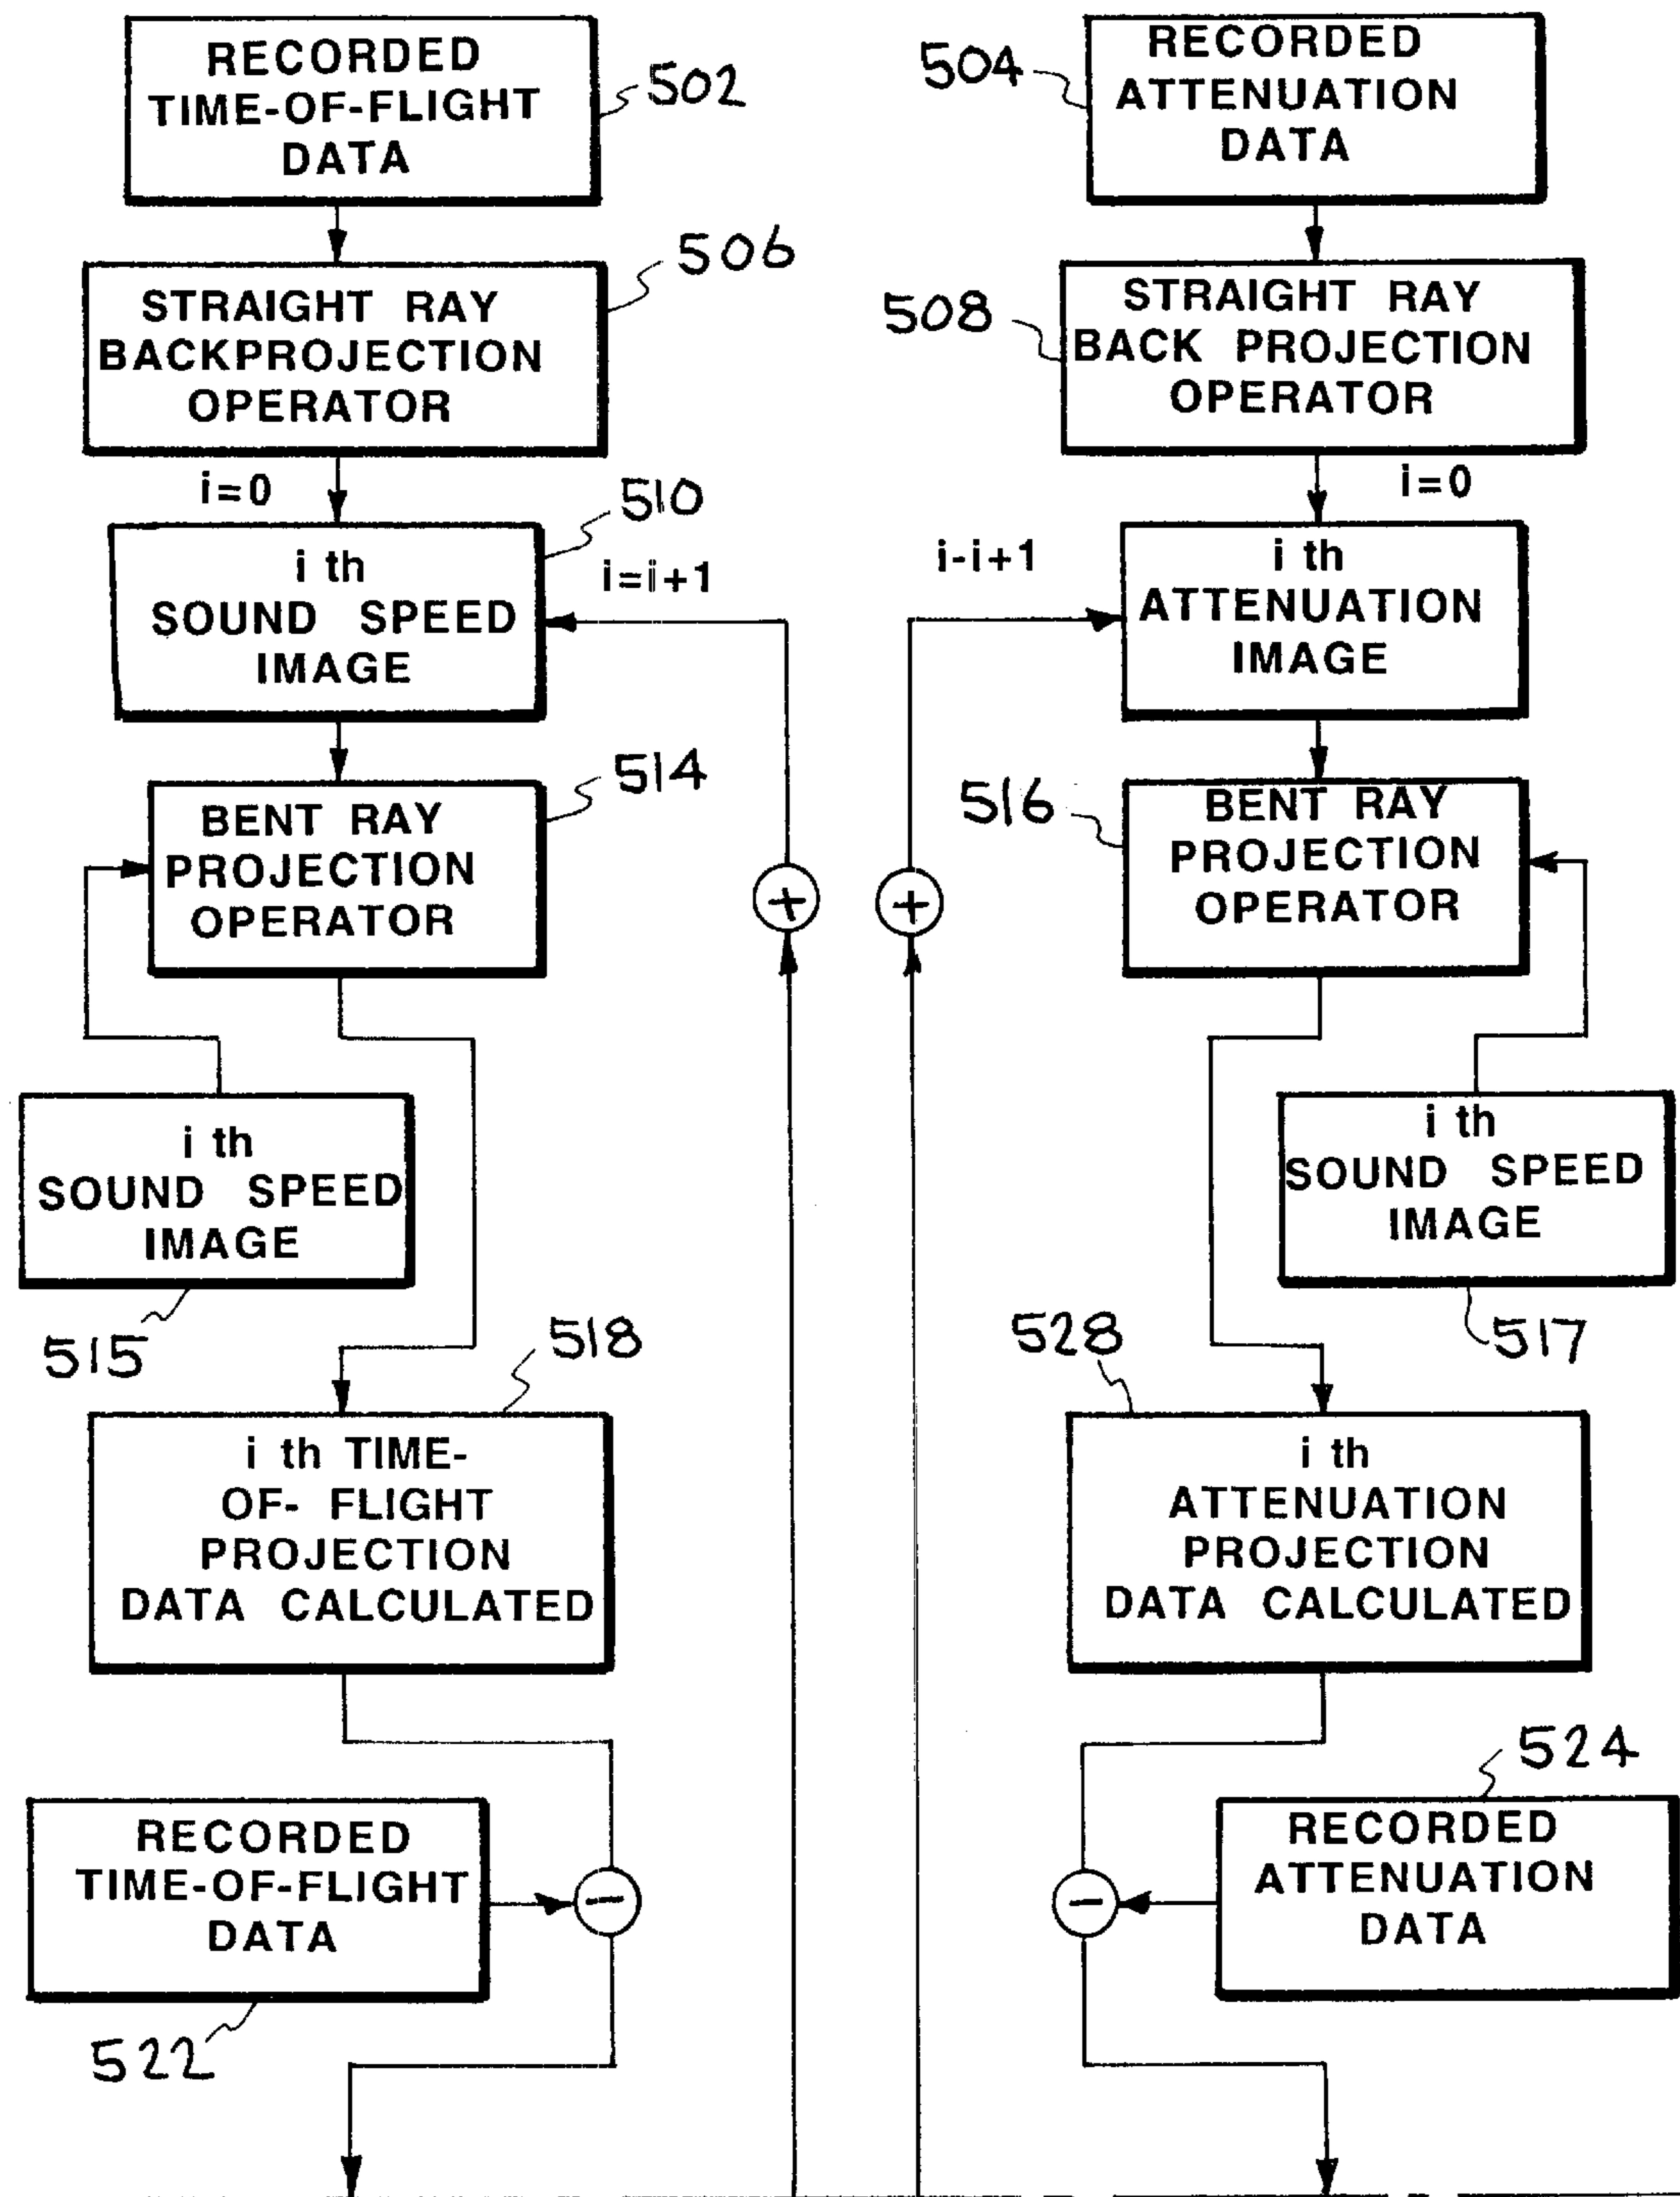 RECORDED
TIME-OF-FLIGHT
DATA
502
STRAIGHT RAY
BACKPROJECTION
OPERATOR
506
i=0
i th
SOUND SPEED
IMAGE
510
i=i+1
BENT RAY
PROJECTION
OPERATOR
514
+
i th
SOUND SPEED
IMAGE
515
i th TIME-
OF- FLIGHT
PROJECTION
DATA CALCULATED
518
RECORDED
TIME-OF-FLIGHT
DATA
522
−
504
RECORDED
ATTENUATION
DATA
508
STRAIGHT RAY
BACK PROJECTION
OPERATOR
i=0
i-i+1
i th
ATTENUATION
IMAGE
516
BENT RAY
PROJECTION
OPERATOR
+
i th
SOUND SPEED
IMAGE
517
528
i th
ATTENUATION
PROJECTION
DATA CALCULATED
524
RECORDED
ATTENUATION
DATA
−